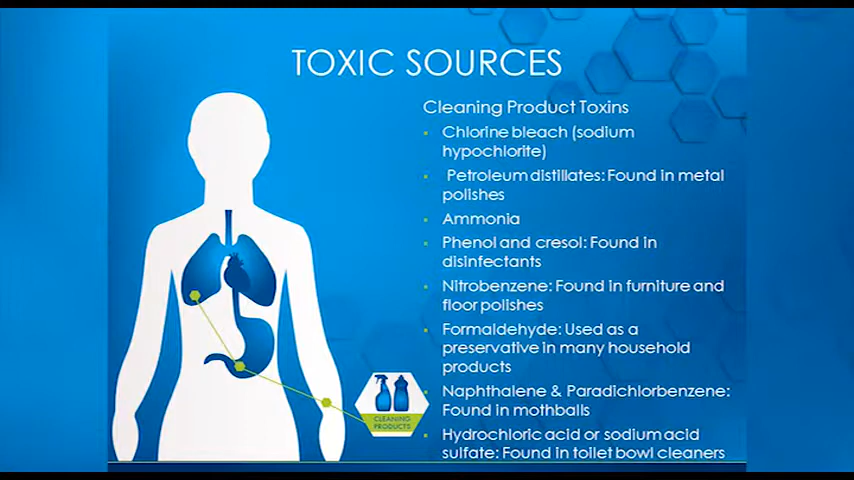 TOXIC SOURCES
Cleaning Product Toxins
Chlorine bleach (sodium
hypochlorite)
Petroleum distillates: Found in metal
polishes
Ammonia
Phenol and cresol: Found in
disinfectants
Nitrobenzene: Found in furniture and
floor polishes
Formaldehyde: Used as a
preservative in many household
products
Naphthalene & Paradichlorbenzene:
Found in mothballs
Hydrochloric acid or sodium acid
sulfate: Found in toilet bowl cleaners
CLEANING
PRODUCTS